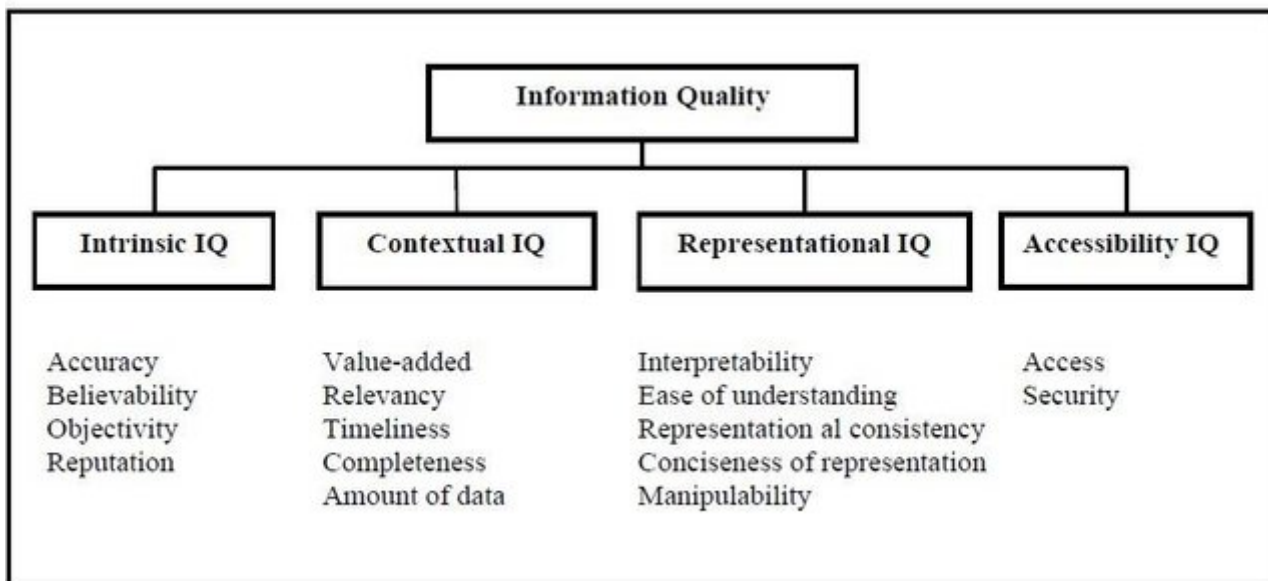 Information Quality
Intrinsic IQ
Contextual IQ
Representational IQ
Accessibility IQ
Accuracy
Believability
Objectivity
Reputation
Value-added
Relevancy
Timeliness
Completeness
Amount of data
Interpretability
Ease of understanding
Representation al consistency
Conciseness of representation
Manipulability
Access
Security